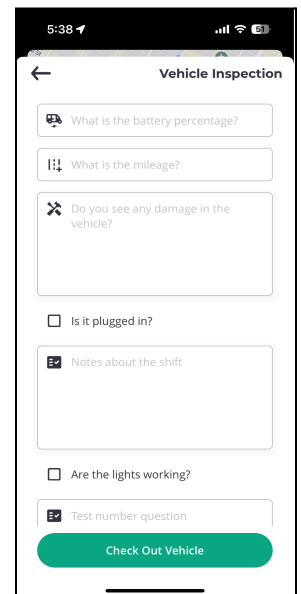 5:38
51
Vehicle Inspection
What is the battery percentage?
What is the mileage?
Do you see any damage in the
vehicle?
Is it plugged in?
Notes about the shift
Are the lights working?
Test number question
Check Out Vehicle